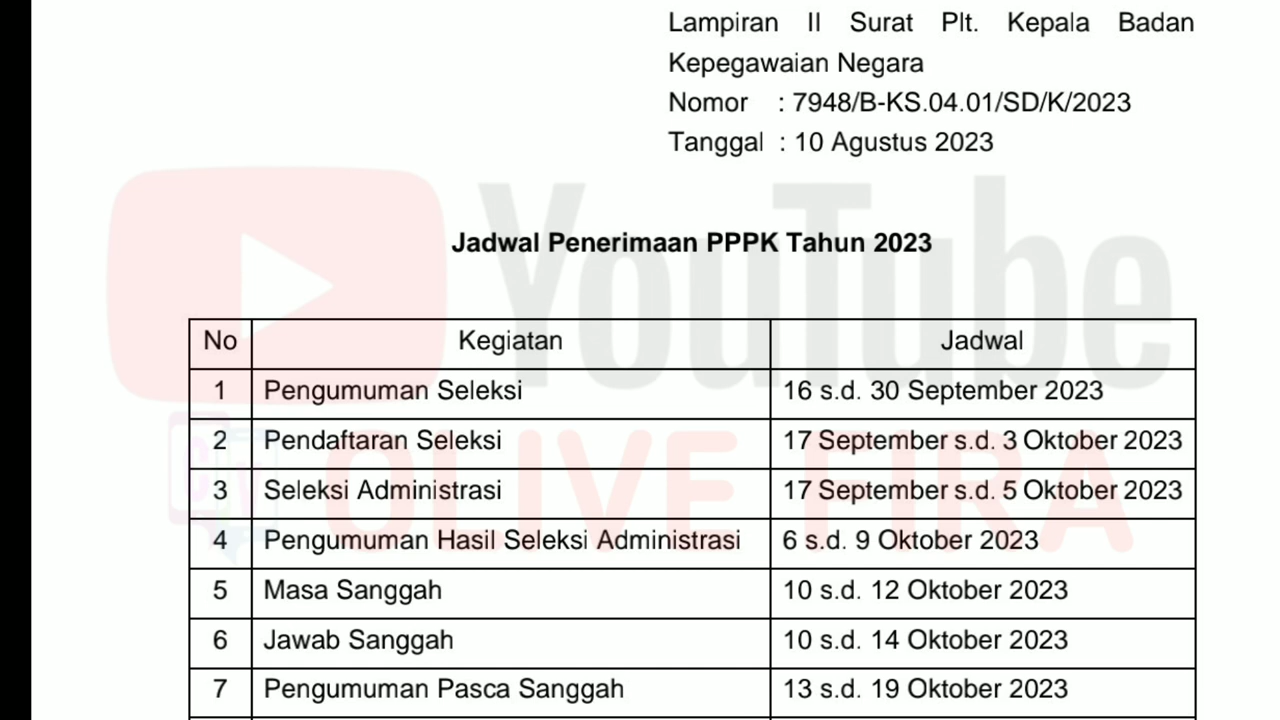 Lampiran II Surat Plt. Kepala Badan
Kepegawaian Negara
Nomor : 7948/B-KS.04.01/SD/K/2023
Tanggal : 10 Agustus 2023
YouTube
Jadwal Penerimaan PPPK Tahun 2023
No Kegiatan Jadwal
1 Pengumuman Seleksi 16 s.d. 30 September 2023
2 Pendaftaran Seleksi 17 September s.d. 3 Oktober 2023
3 Seleksi Administrasi 17 September s.d. 5 Oktober 2023
OLIVE FIRA
4 Pengumuman Hasil Seleksi Administrasi 6 s.d. 9 Oktober 2023
5 Masa Sanggah 10 s.d. 12 Oktober 2023
6 Jawab Sanggah 10 s.d. 14 Oktober 2023
7 Pengumuman Pasca Sanggah 13 s.d. 19 Oktober 2023